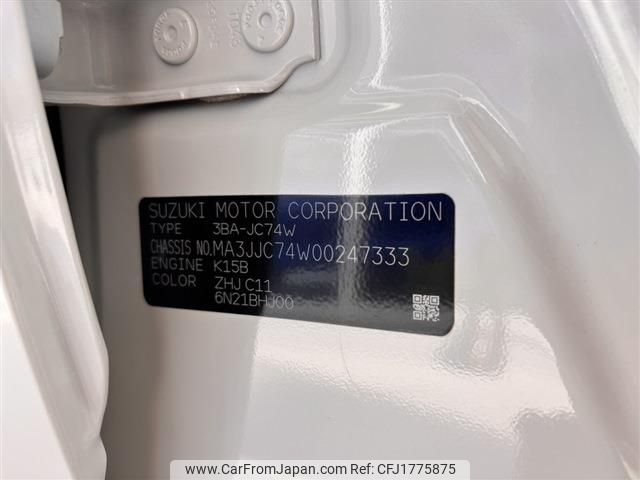 SUZUKI MOTOR CORPORATION
TYPE 3BA-JC74W
CHASSIS NO.MA3JJC74W00247333
ENGINE K15B
COLOR ZHJ C11
6N21BHJ00
www.CarFromJapan.com - CFJ1775875